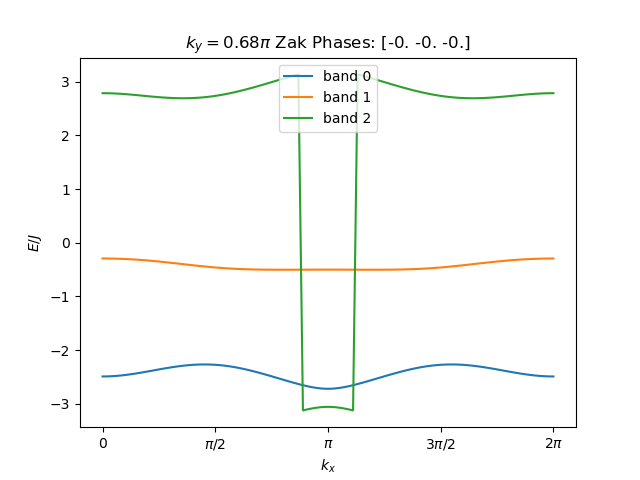 k_y = 0.68π Zak Phases: [-0. -0. -0.]
band 0
band 1
band 2
E/J
3
2
1
0
−1
−2
−3
0
π/2
π
3π/2
2π
k_x